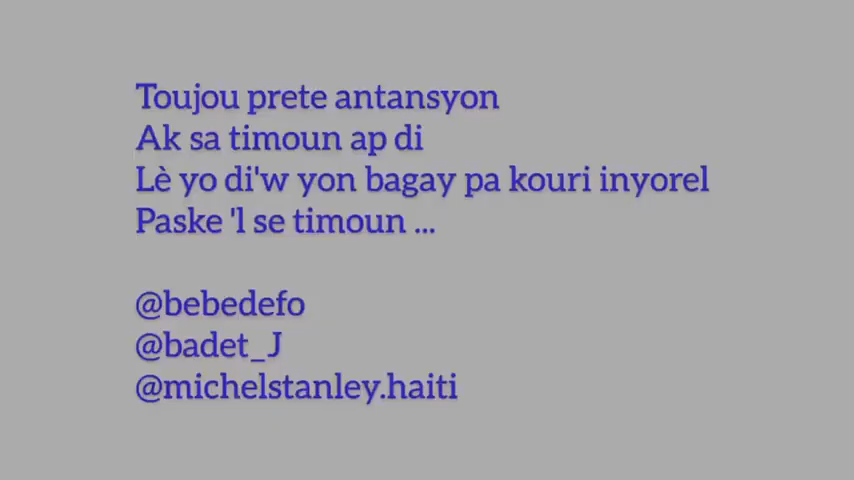 Toujou prete antansyon
Ak sa timoun ap di
Lè yo di'w yon bagay pa kouri inyorel
Paske 'l se timoun ...
@bebedefo
@badet_J
@michelstanley.haiti